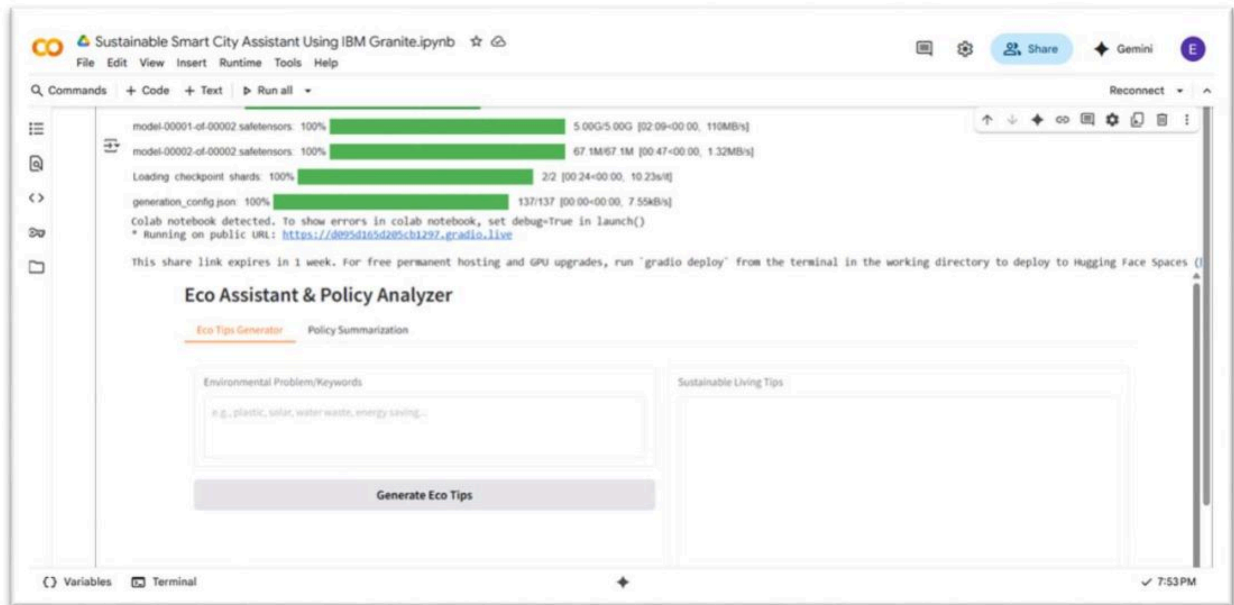 CO Sustainable Smart City Assistant Using IBM Granite.ipynb
File Edit View Insert Runtime Tools Help
Share Gemini E
Commands + Code + Text Run all Reconnect
model-00001-of-00002.safetensors: 100% 5.00G/5.00G [02:09<00:00, 110MB/s]
model-00002-of-00002.safetensors: 100% 67.1M/67.1M [00:47<00:00, 1.32MB/s]
Loading checkpoint shards: 100% 2/2 [00:24<00:00, 10.23s/it]
generation_config.json: 100% 137/137 [00:00<00:00, 7.55kB/s]
Colab notebook detected. To show errors in colab notebook, set debug=True in launch()
* Running on public URL: https://d095d165d205cb1297.gradio.live
This share link expires in 1 week. For free permanent hosting and GPU upgrades, run `gradio deploy` from the terminal in the working directory to deploy to Hugging Face Spaces (
Eco Assistant & Policy Analyzer
Eco Tips Generator Policy Summarization
Environmental Problem/Keywords Sustainable Living Tips
e.g., plastic, solar, water waste, energy saving...
Generate Eco Tips
{} Variables Terminal 7:53 PM